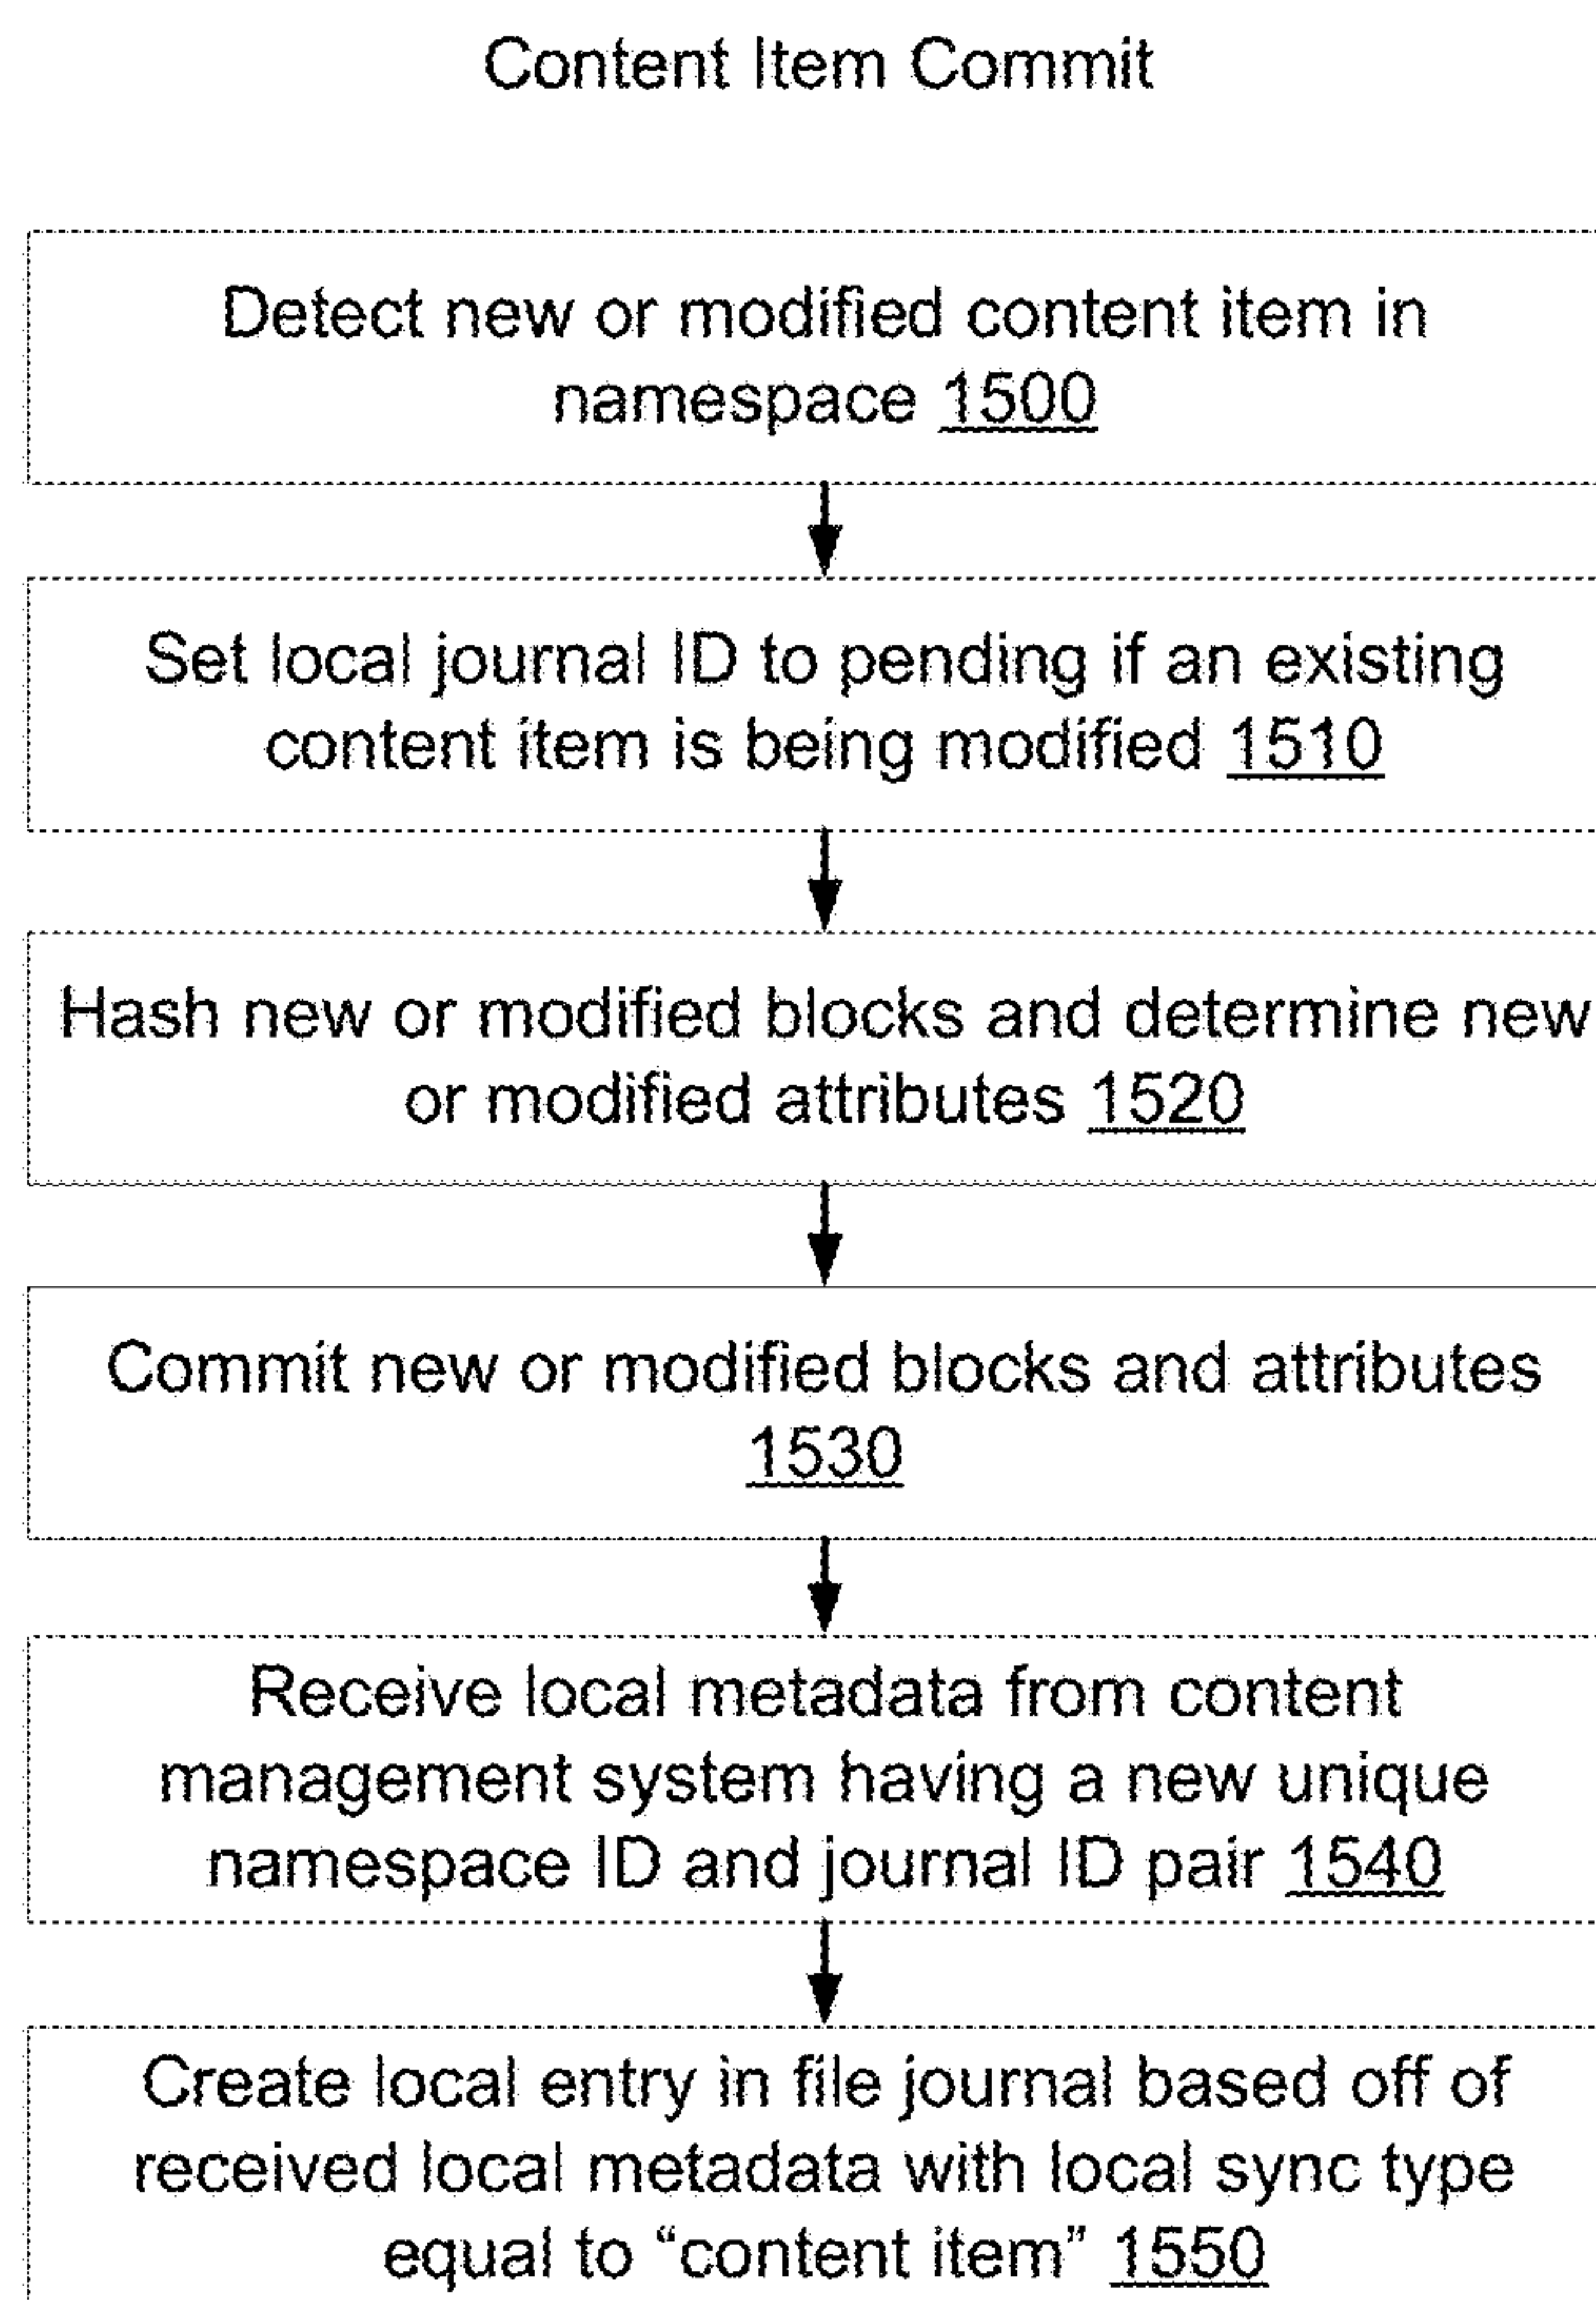 Content Item Commit
Detect new or modified content item in
namespace 1500
Set local journal ID to pending if an existing
content item is being modified 1510
Hash new or modified blocks and determine new
or modified attributes 1520
Commit new or modified blocks and attributes
1530
Receive local metadata from content
management system having a new unique
namespace ID and journal ID pair 1540
Create local entry in file journal based off of
received local metadata with local sync type
equal to “content item” 1550